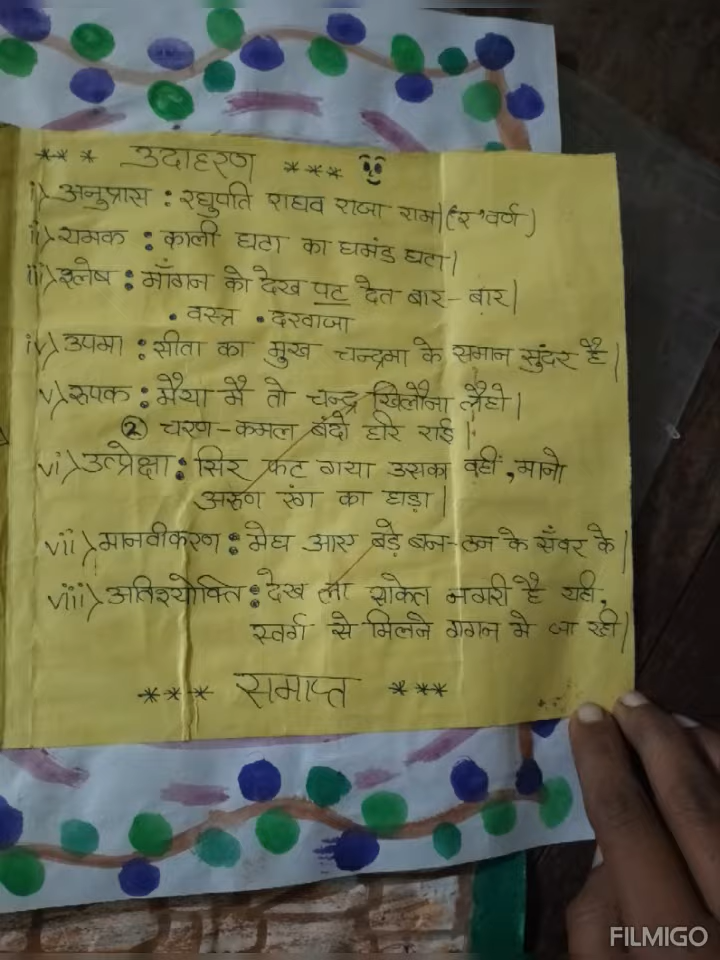 *** उदाहरण ***
i) अनुप्रास : रघुपति राघव राजा राम। ('र' वर्ण)
ii) यमक : काली घटा का घमंड घटा।
iii) श्लेष : माँगन को देख पट देत बार-बार।
• वस्त्र • दरवाजा
iv) उपमा : सीता का मुख चन्द्रमा के समान सुंदर है।
v) रुपक : मैया मै तो चन्द्र खिलौना लैहो।
② चरण-कमल बंदो हरि राई।
vi) उत्प्रेक्षा : सिर फट गया उसका वहीं, मानो
अरुण रंग का घड़ा।
vii) मानवीकरण : मेघ आए बड़े बन-ठन के सँवर के।
viii) अतिश्योक्ति : देख लो साकेत नगरी है यही,
स्वर्ग से मिलने गगन मे जा रही।
*** समाप्त ***
FILMIGO